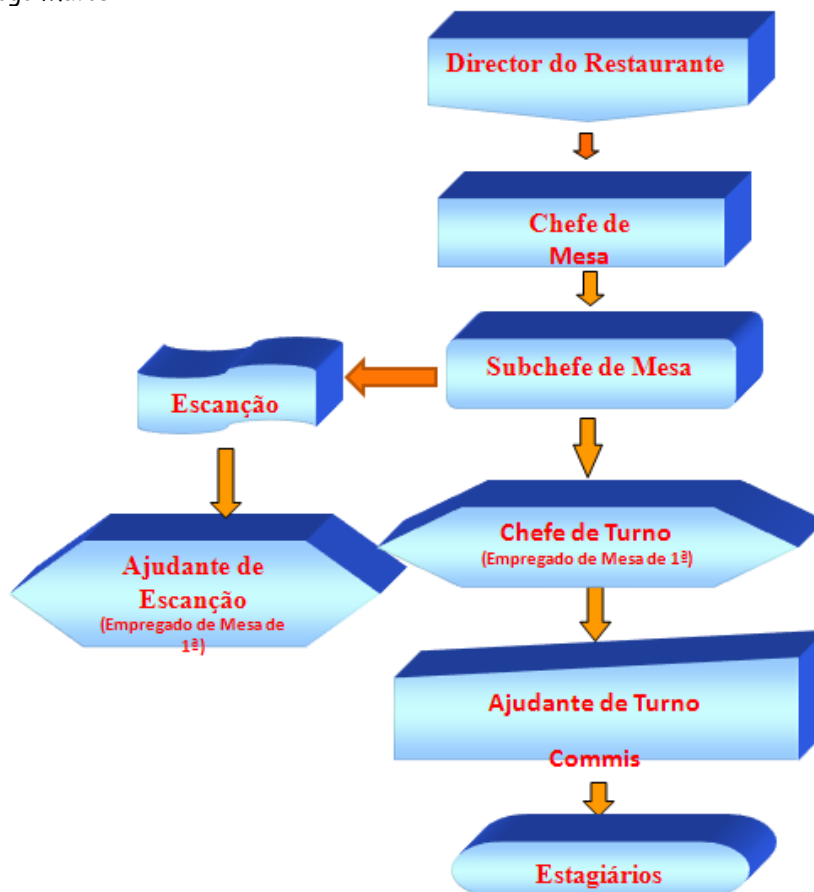 Director do Restaurante
Chefe de
Mesa
Subchefe de Mesa
Escanção
Chefe de Turno
(Empregado de Mesa de 1ª)
Ajudante de
Escanção
(Empregado de Mesa de
1ª)
Ajudante de Turno
Commis
Estagiários